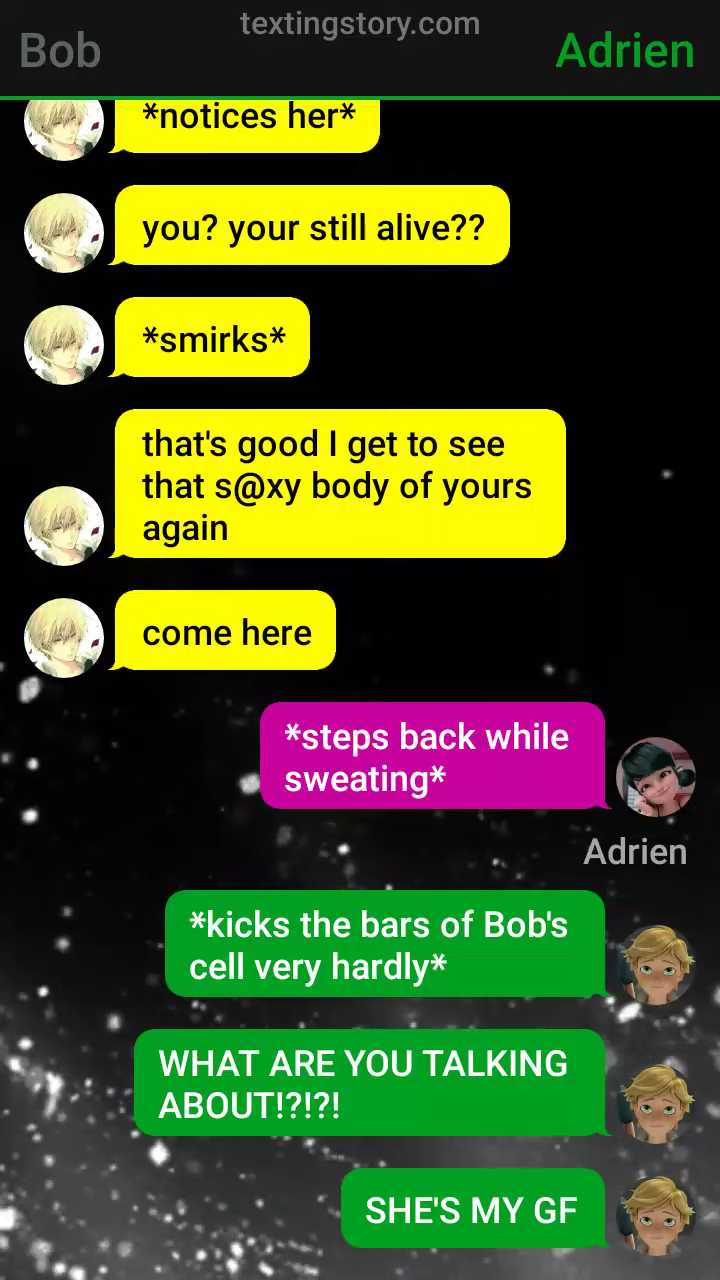 textingstory.com
Bob
Adrien
*notices her*
you? your still alive??
*smirks*
that's good I get to see
that s@xy body of yours
again
come here
*steps back while
sweating*
Adrien
*kicks the bars of Bob's
cell very hardly*
WHAT ARE YOU TALKING
ABOUT!?!?!
SHE'S MY GF